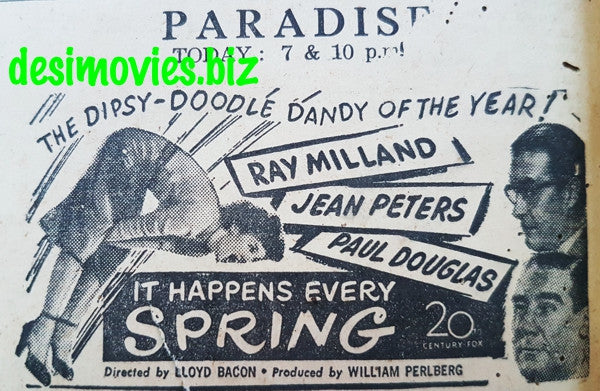 PARADISE
TODAY: 7 & 10 p.m!
desimovies.biz
THE DIPSY-DOODLE DANDY OF THE YEAR!
RAY MILLAND
JEAN PETERS
PAUL DOUGLAS
IT HAPPENS EVERY
SPRING
20th
CENTURY-FOX
Directed by LLOYD BACON • Produced by WILLIAM PERLBERG